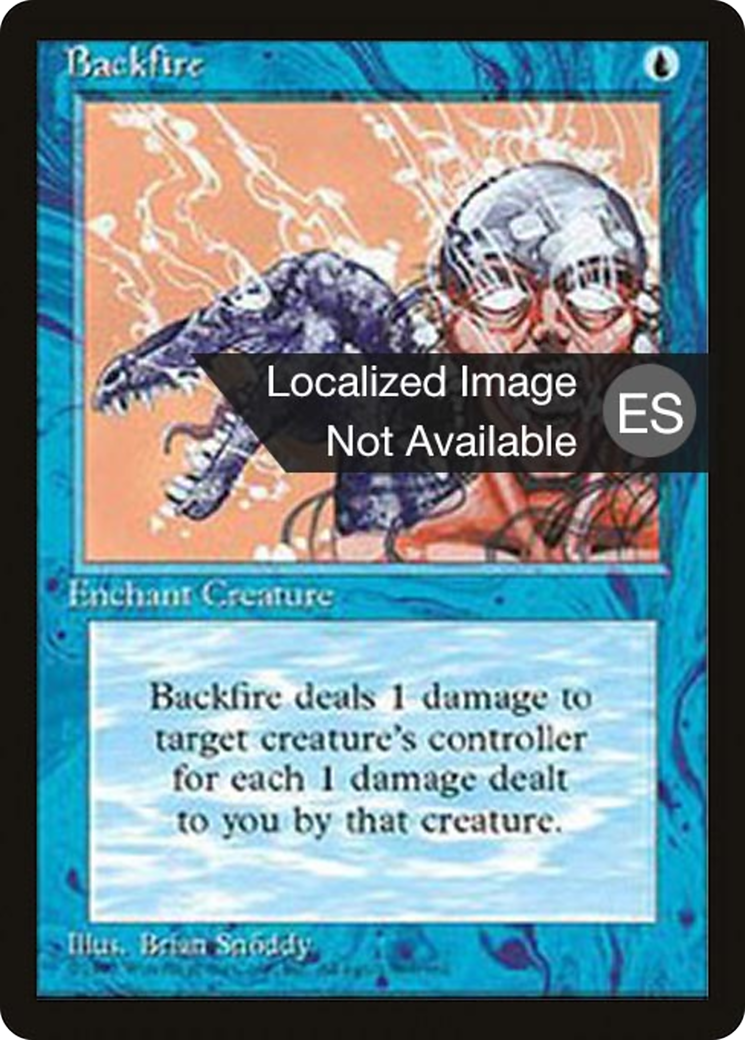 Backfire
Localized Image
Not Available
ES
Enchant Creature
Backfire deals 1 damage to
target creature's controller
for each 1 damage dealt
to you by that creature.
Illus. Brian Snoddy